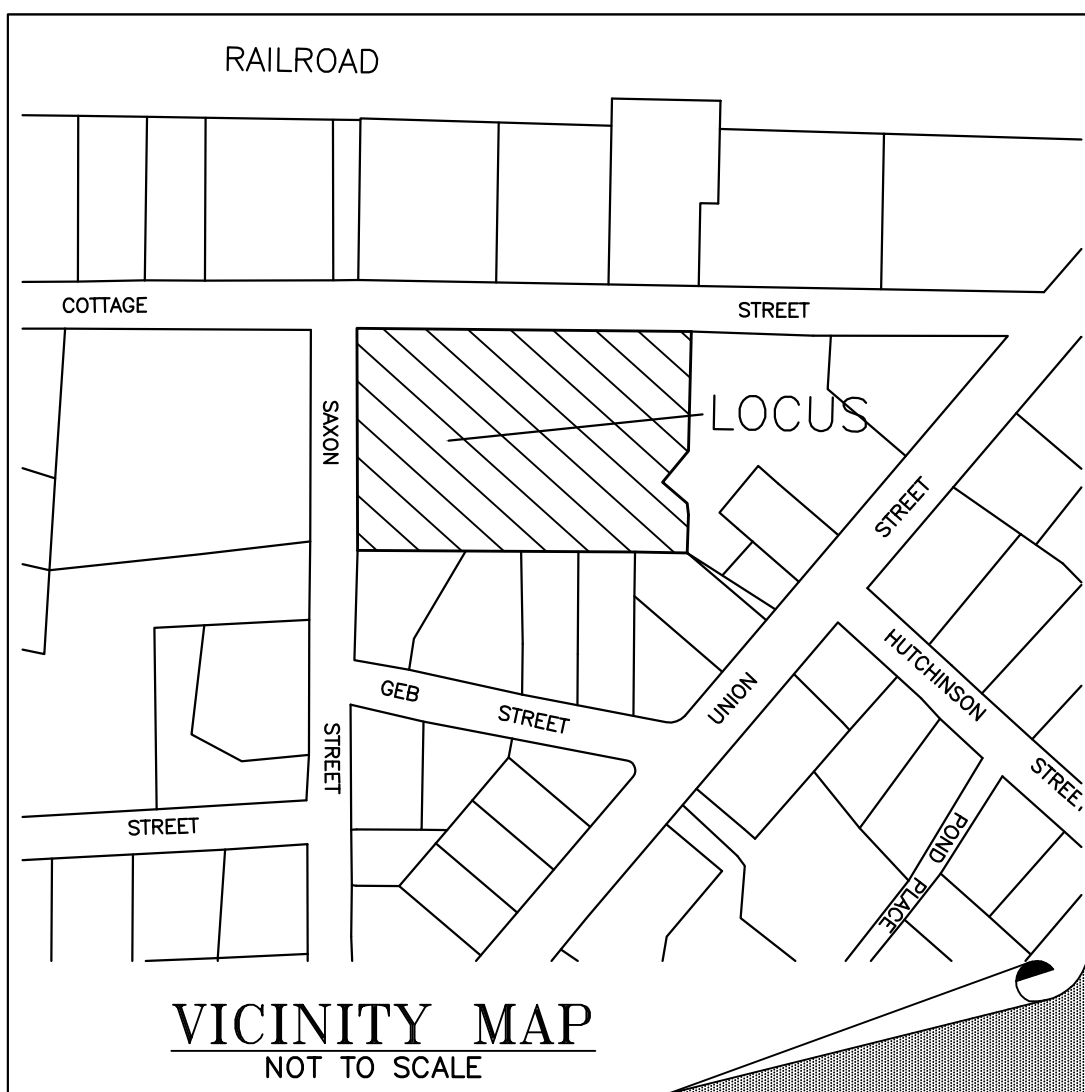 RAILROAD
COTTAGE STREET
SAXON STREET
LOCUS
GEB STREET
UNION STREET
HUTCHINSON STREE
STREET
POND PLACE
VICINITY MAP
NOT TO SCALE